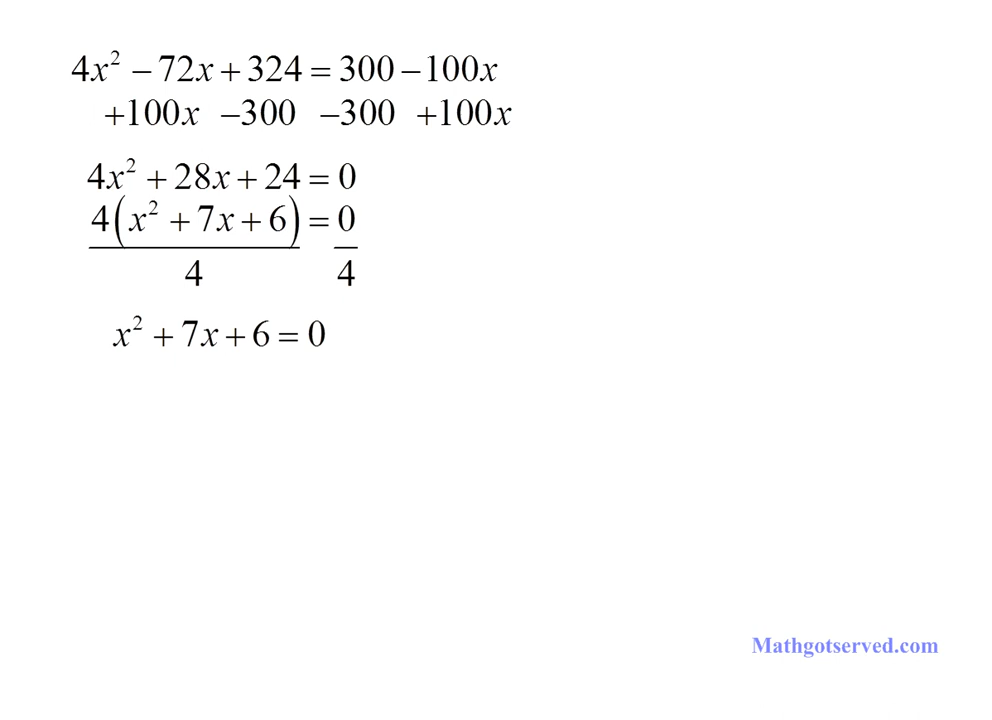 4x² − 72x + 324 = 300 − 100x
+100x −300 −300 +100x
4x² + 28x + 24 = 0
4(x² + 7x + 6) = 0
4 4
x² + 7x + 6 = 0
Mathgotserved.com